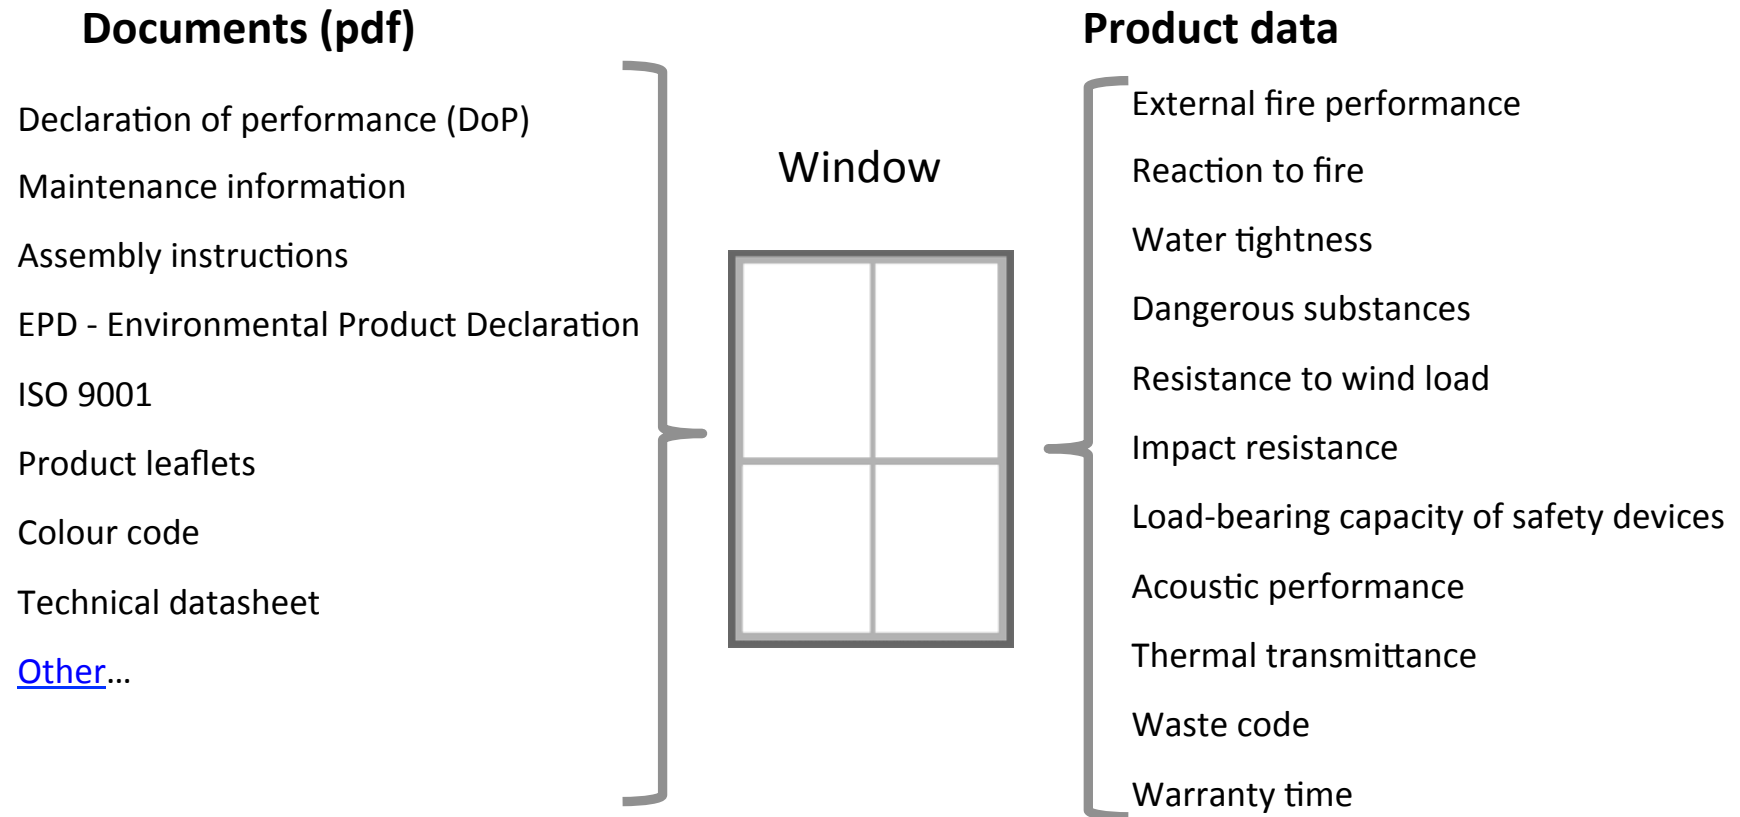 Documents (pdf)
Declaration of performance (DoP)
Maintenance information
Assembly instructions
EPD - Environmental Product Declaration
ISO 9001
Product leaflets
Colour code
Technical datasheet
Other...
Window
Product data
External fire performance
Reaction to fire
Water tightness
Dangerous substances
Resistance to wind load
Impact resistance
Load-bearing capacity of safety devices
Acoustic performance
Thermal transmittance
Waste code
Warranty time